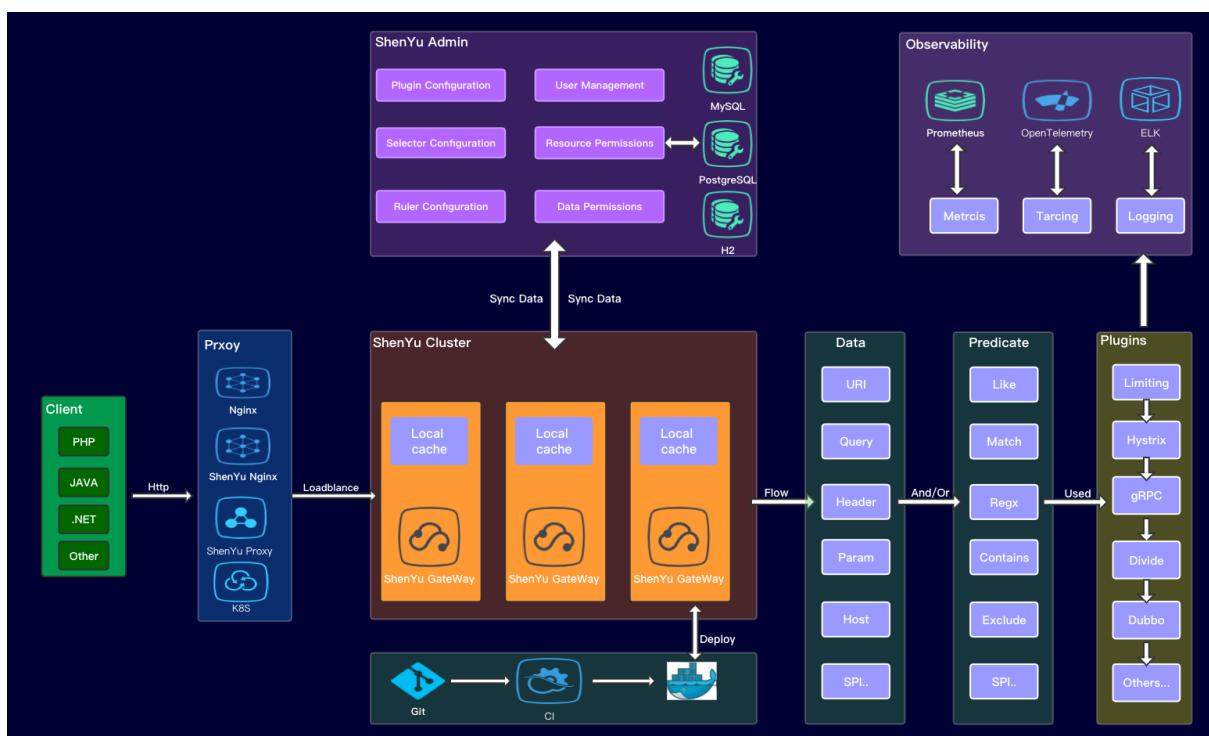 ShenYu Admin
Plugin Configuration
User Management
MySQL
Selector Configuration
Resource Permissions
PostgreSQL
Ruler Configuration
Data Permissions
H2
Observability
Prometheus
OpenTelemetry
ELK
Metrcis
Tarcing
Logging
Sync Data
Sync Data
Client
PHP
JAVA
.NET
Other
Http
Prxoy
Nginx
ShenYu Nginx
ShenYu Proxy
K8S
Loadblance
ShenYu Cluster
Local
cache
ShenYu GateWay
Local
cache
ShenYu GateWay
Local
cache
ShenYu GateWay
Deploy
Git
CI
Flow
Data
URI
Query
Header
Param
Host
SPI..
And/Or
Predicate
Like
Match
Regx
Contains
Exclude
SPI..
Used
Plugins
Limiting
Hystrix
gRPC
Divide
Dubbo
Others...